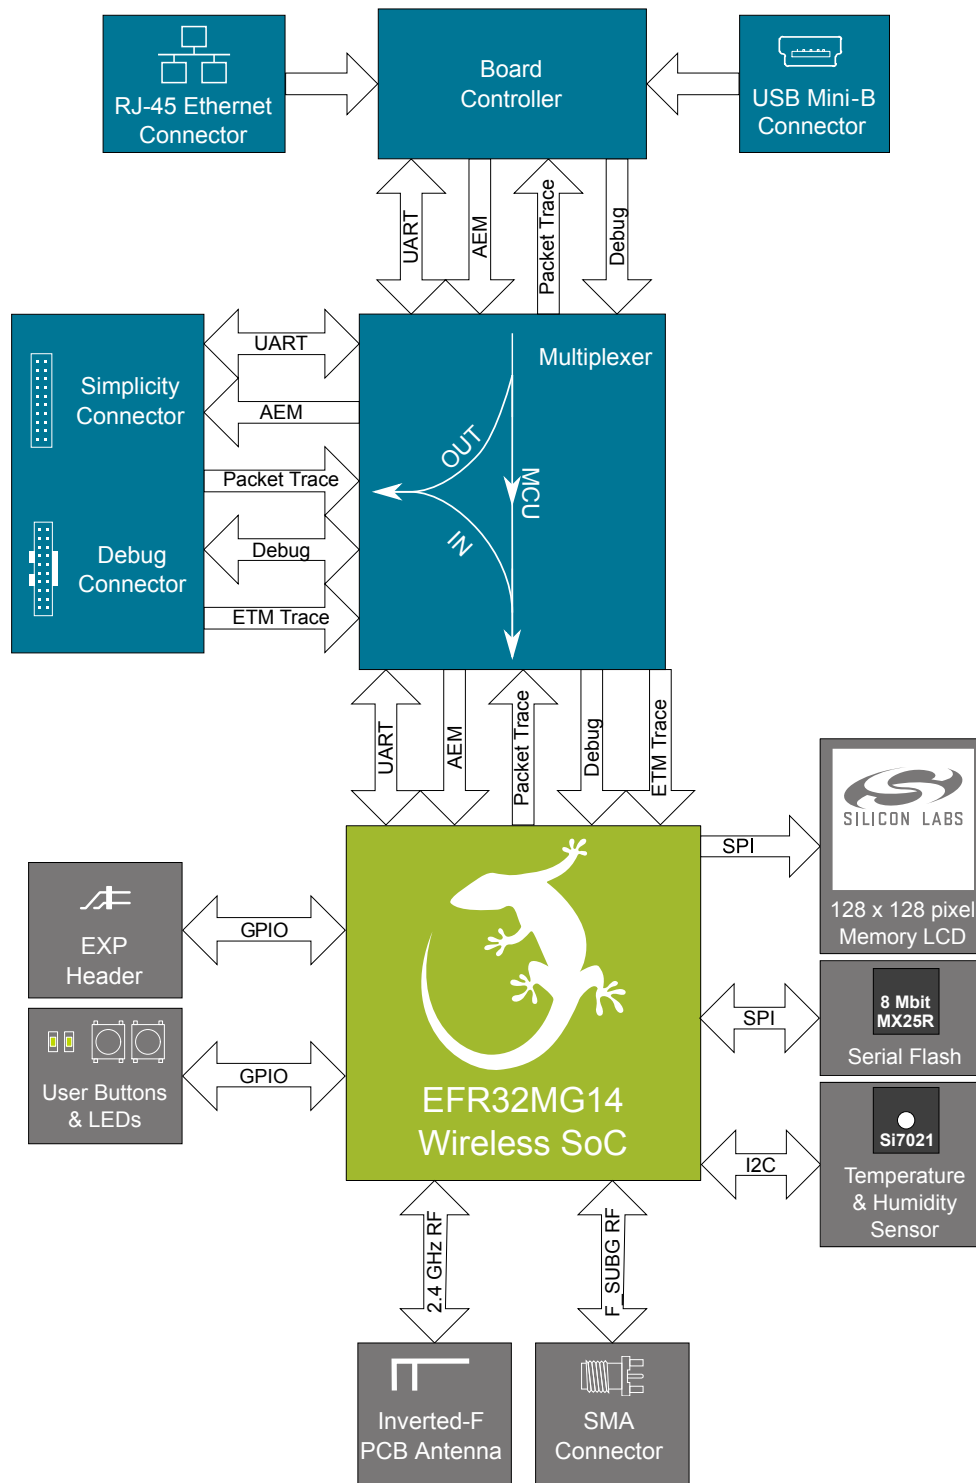 RJ-45 Ethernet
Connector
Board
Controller
USB Mini-B
Connector
UART
AEM
Packet Trace
Debug
Simplicity
Connector
Debug
Connector
UART
AEM
Packet Trace
Debug
ETM Trace
Multiplexer
OUT
MCU
IN
UART
AEM
Packet Trace
Debug
ETM Trace
SILICON LABS
128 x 128 pixel
Memory LCD
SPI
EXP
Header
GPIO
8 Mbit
MX25R
Serial Flash
SPI
User Buttons
& LEDs
GPIO
EFR32MG14
Wireless SoC
Si7021
Temperature
& Humidity
Sensor
I2C
2.4 GHz RF
F_SUBG RF
Inverted-F
PCB Antenna
SMA
Connector